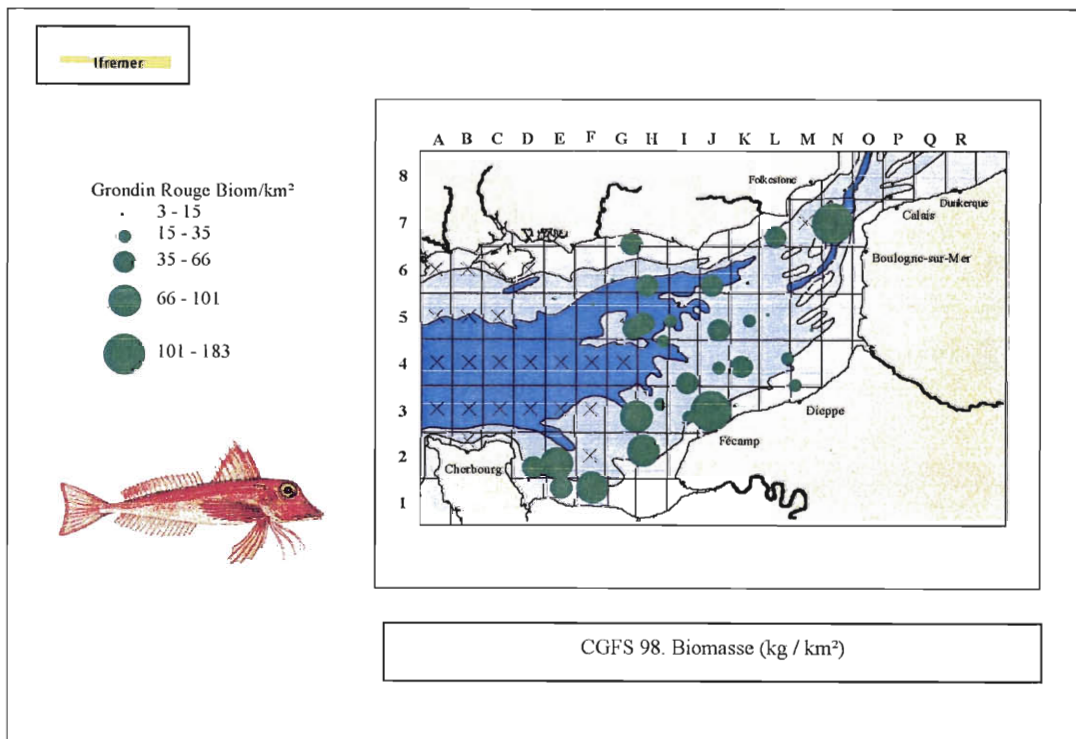 Ifremer
Grondin Rouge Biom/km²
3 - 15
15 - 35
35 - 66
66 - 101
101 - 183
A B C D E F G H I J K L M N O P Q R
8
7
6
5
4
3
2
1
Folkestone
Dunkerque
Calais
Boulogne-sur-Mer
Dieppe
Fécamp
Cherbourg
CGFS 98. Biomasse (kg / km²)